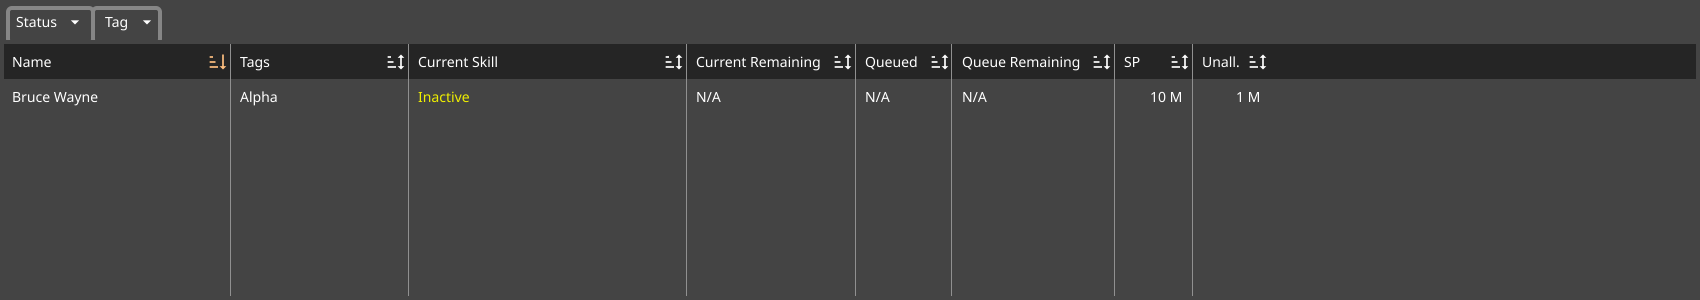 Status Tag
Name Tags Current Skill Current Remaining Queued Queue Remaining SP Unall.
Bruce Wayne Alpha Inactive N/A N/A N/A 10 M 1 M